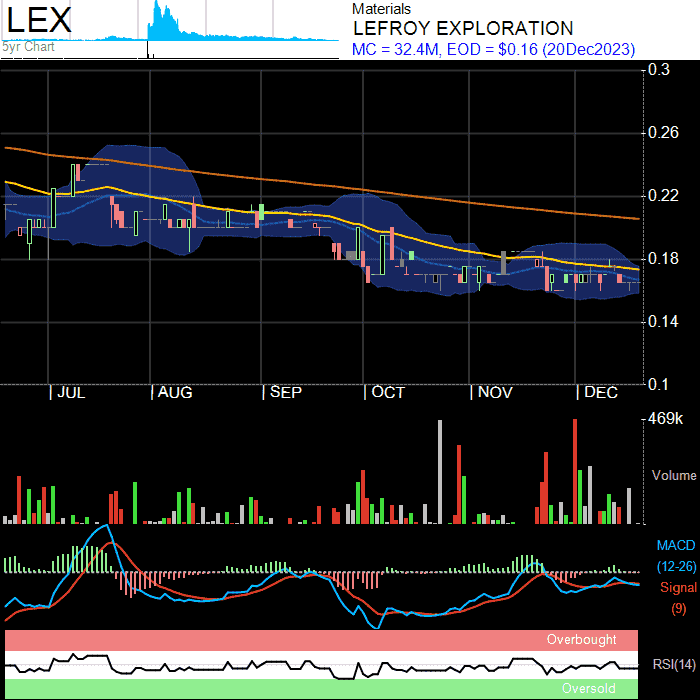 LEX
5yr Chart
Materials
LEFROY EXPLORATION
MC = 32.4M, EOD = $0.16 (20Dec2023)
0.3
0.26
0.22
0.18
0.14
0.1
JUL AUG SEP OCT NOV DEC
469k
Volume
MACD
(12-26)
Signal
(9)
Overbought
RSI(14)
Oversold